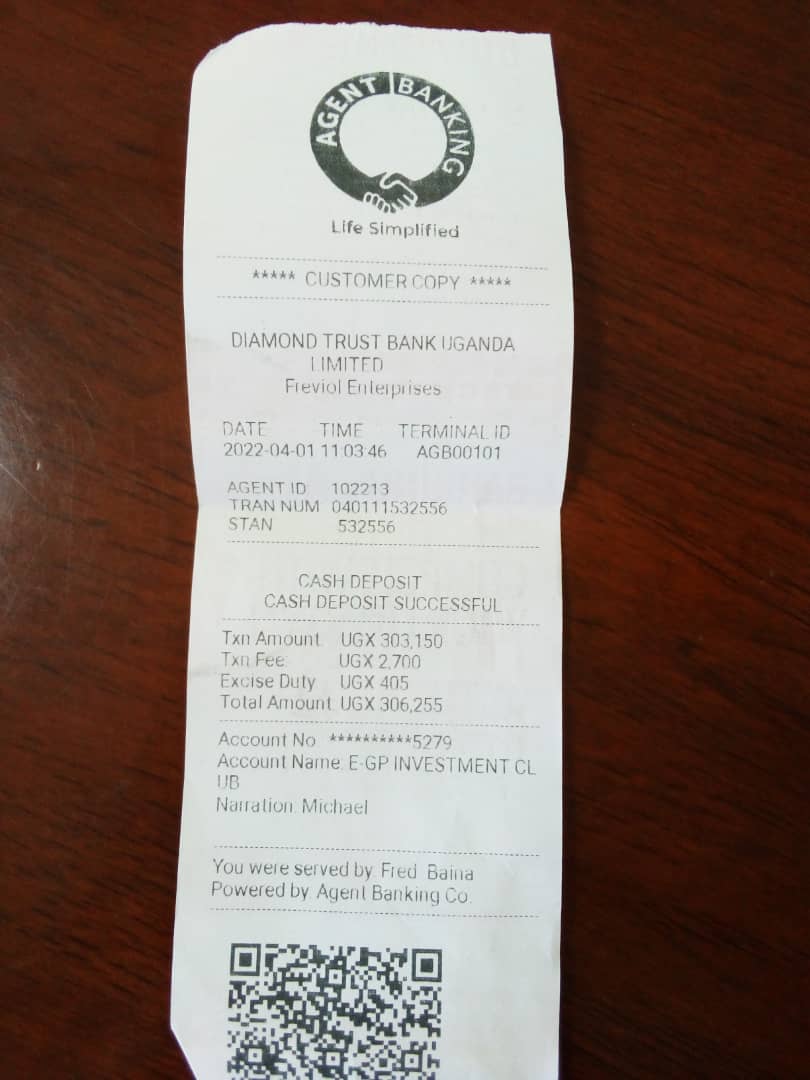 AGENT BANKING
Life Simplified
***** CUSTOMER COPY *****
DIAMOND TRUST BANK UGANDA
LIMITED
Freviol Enterprises
DATE TIME TERMINAL ID
2022-04-01 11:03:46 AGB00101
AGENT ID 102213
TRAN NUM 040111532556
STAN 532556
CASH DEPOSIT
CASH DEPOSIT SUCCESSFUL
Txn Amount: UGX 303,150
Txn Fee: UGX 2,700
Excise Duty UGX 405
Total Amount UGX 306,255
Account No **********5279
Account Name: E-GP INVESTMENT CL
UB
Narration: Michael
You were served by: Fred Baina
Powered by: Agent Banking Co.